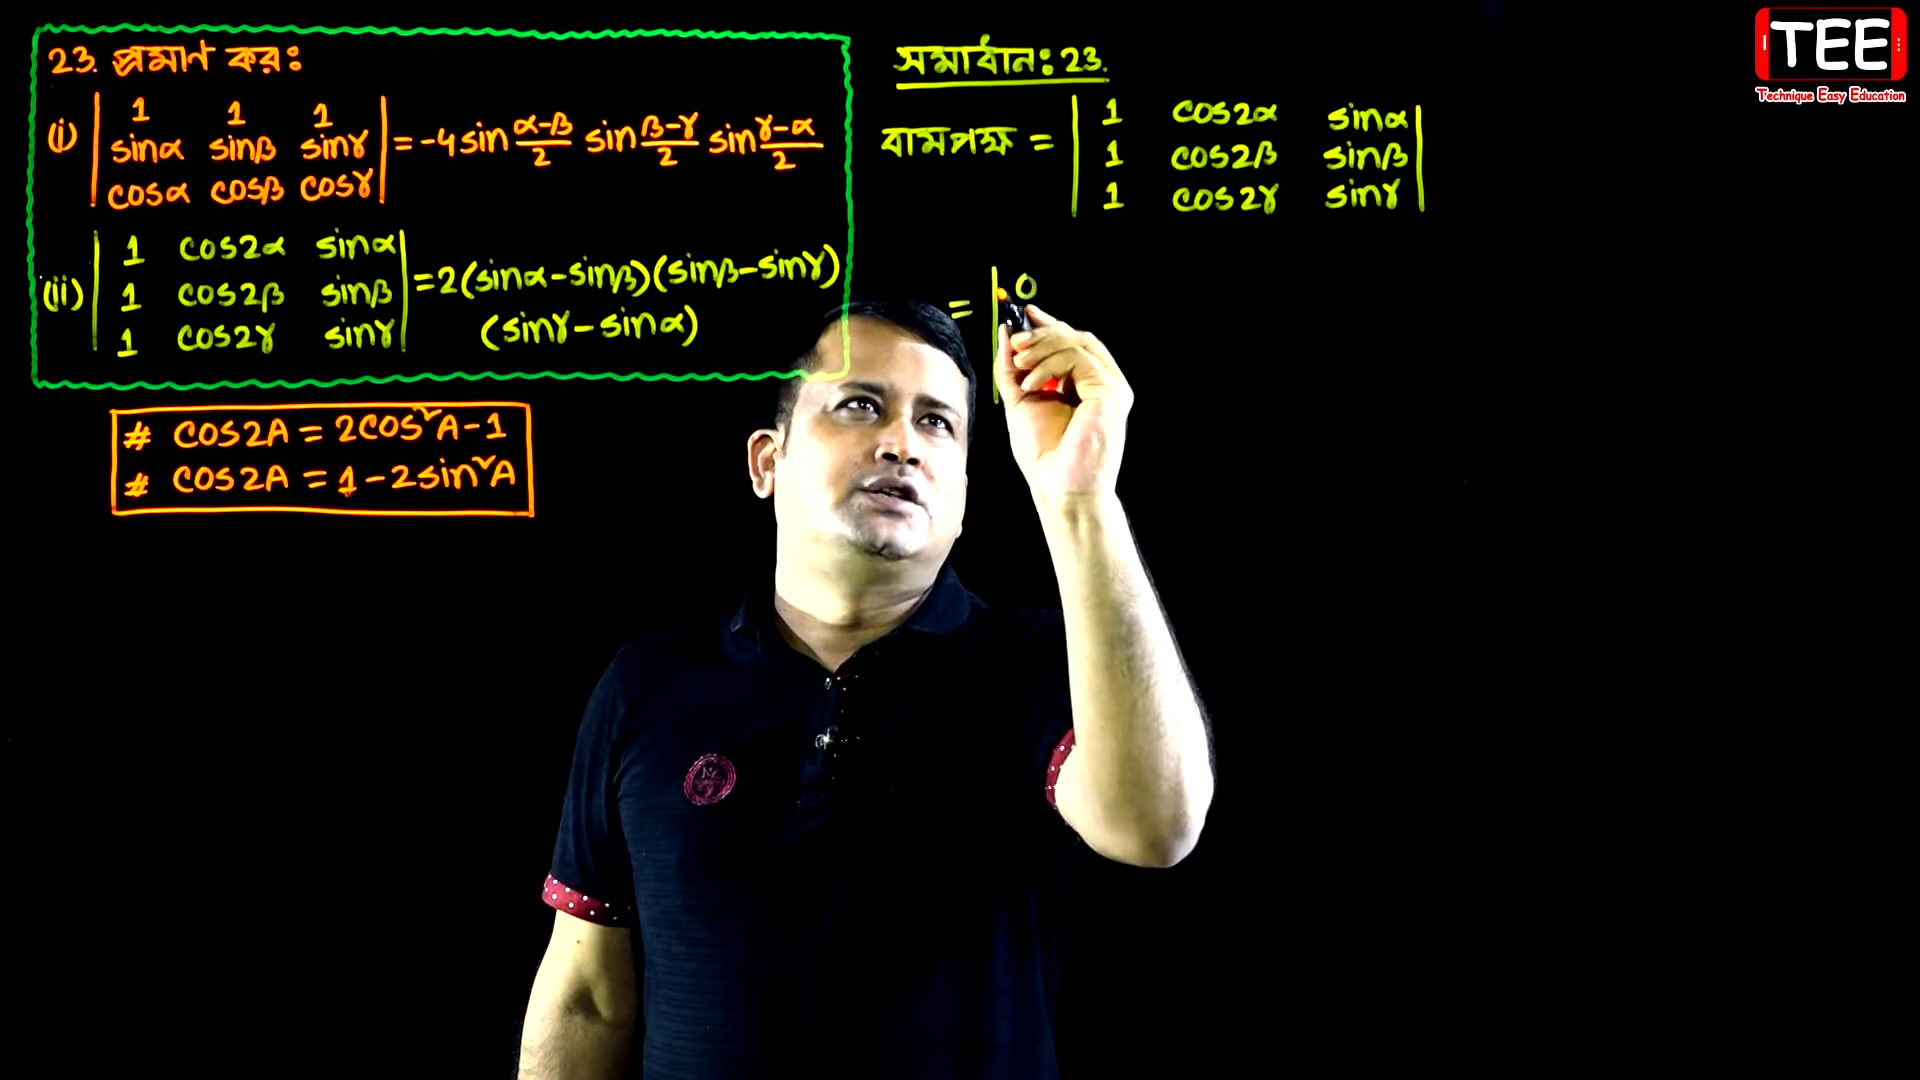 23. প্রমাণ করঃ
(i) | 1 1 1 |
| sinα sinβ sinγ | = -4 sin (α-β)/2 sin (β-γ)/2 sin (γ-α)/2
| cosα cosβ cosγ |
(ii) | 1 cos2α sinα |
| 1 cos2β sinβ | = 2(sinα-sinβ)(sinβ-sinγ)
| 1 cos2γ sinγ | (sinγ-sinα)
# cos2A = 2cos²A-1
# cos2A = 1-2sin²A
সমাধান: 23.
বামপক্ষ = | 1 cos2α sinα |
| 1 cos2β sinβ |
| 1 cos2γ sinγ |
= | 0
TEE
Technique Easy Education